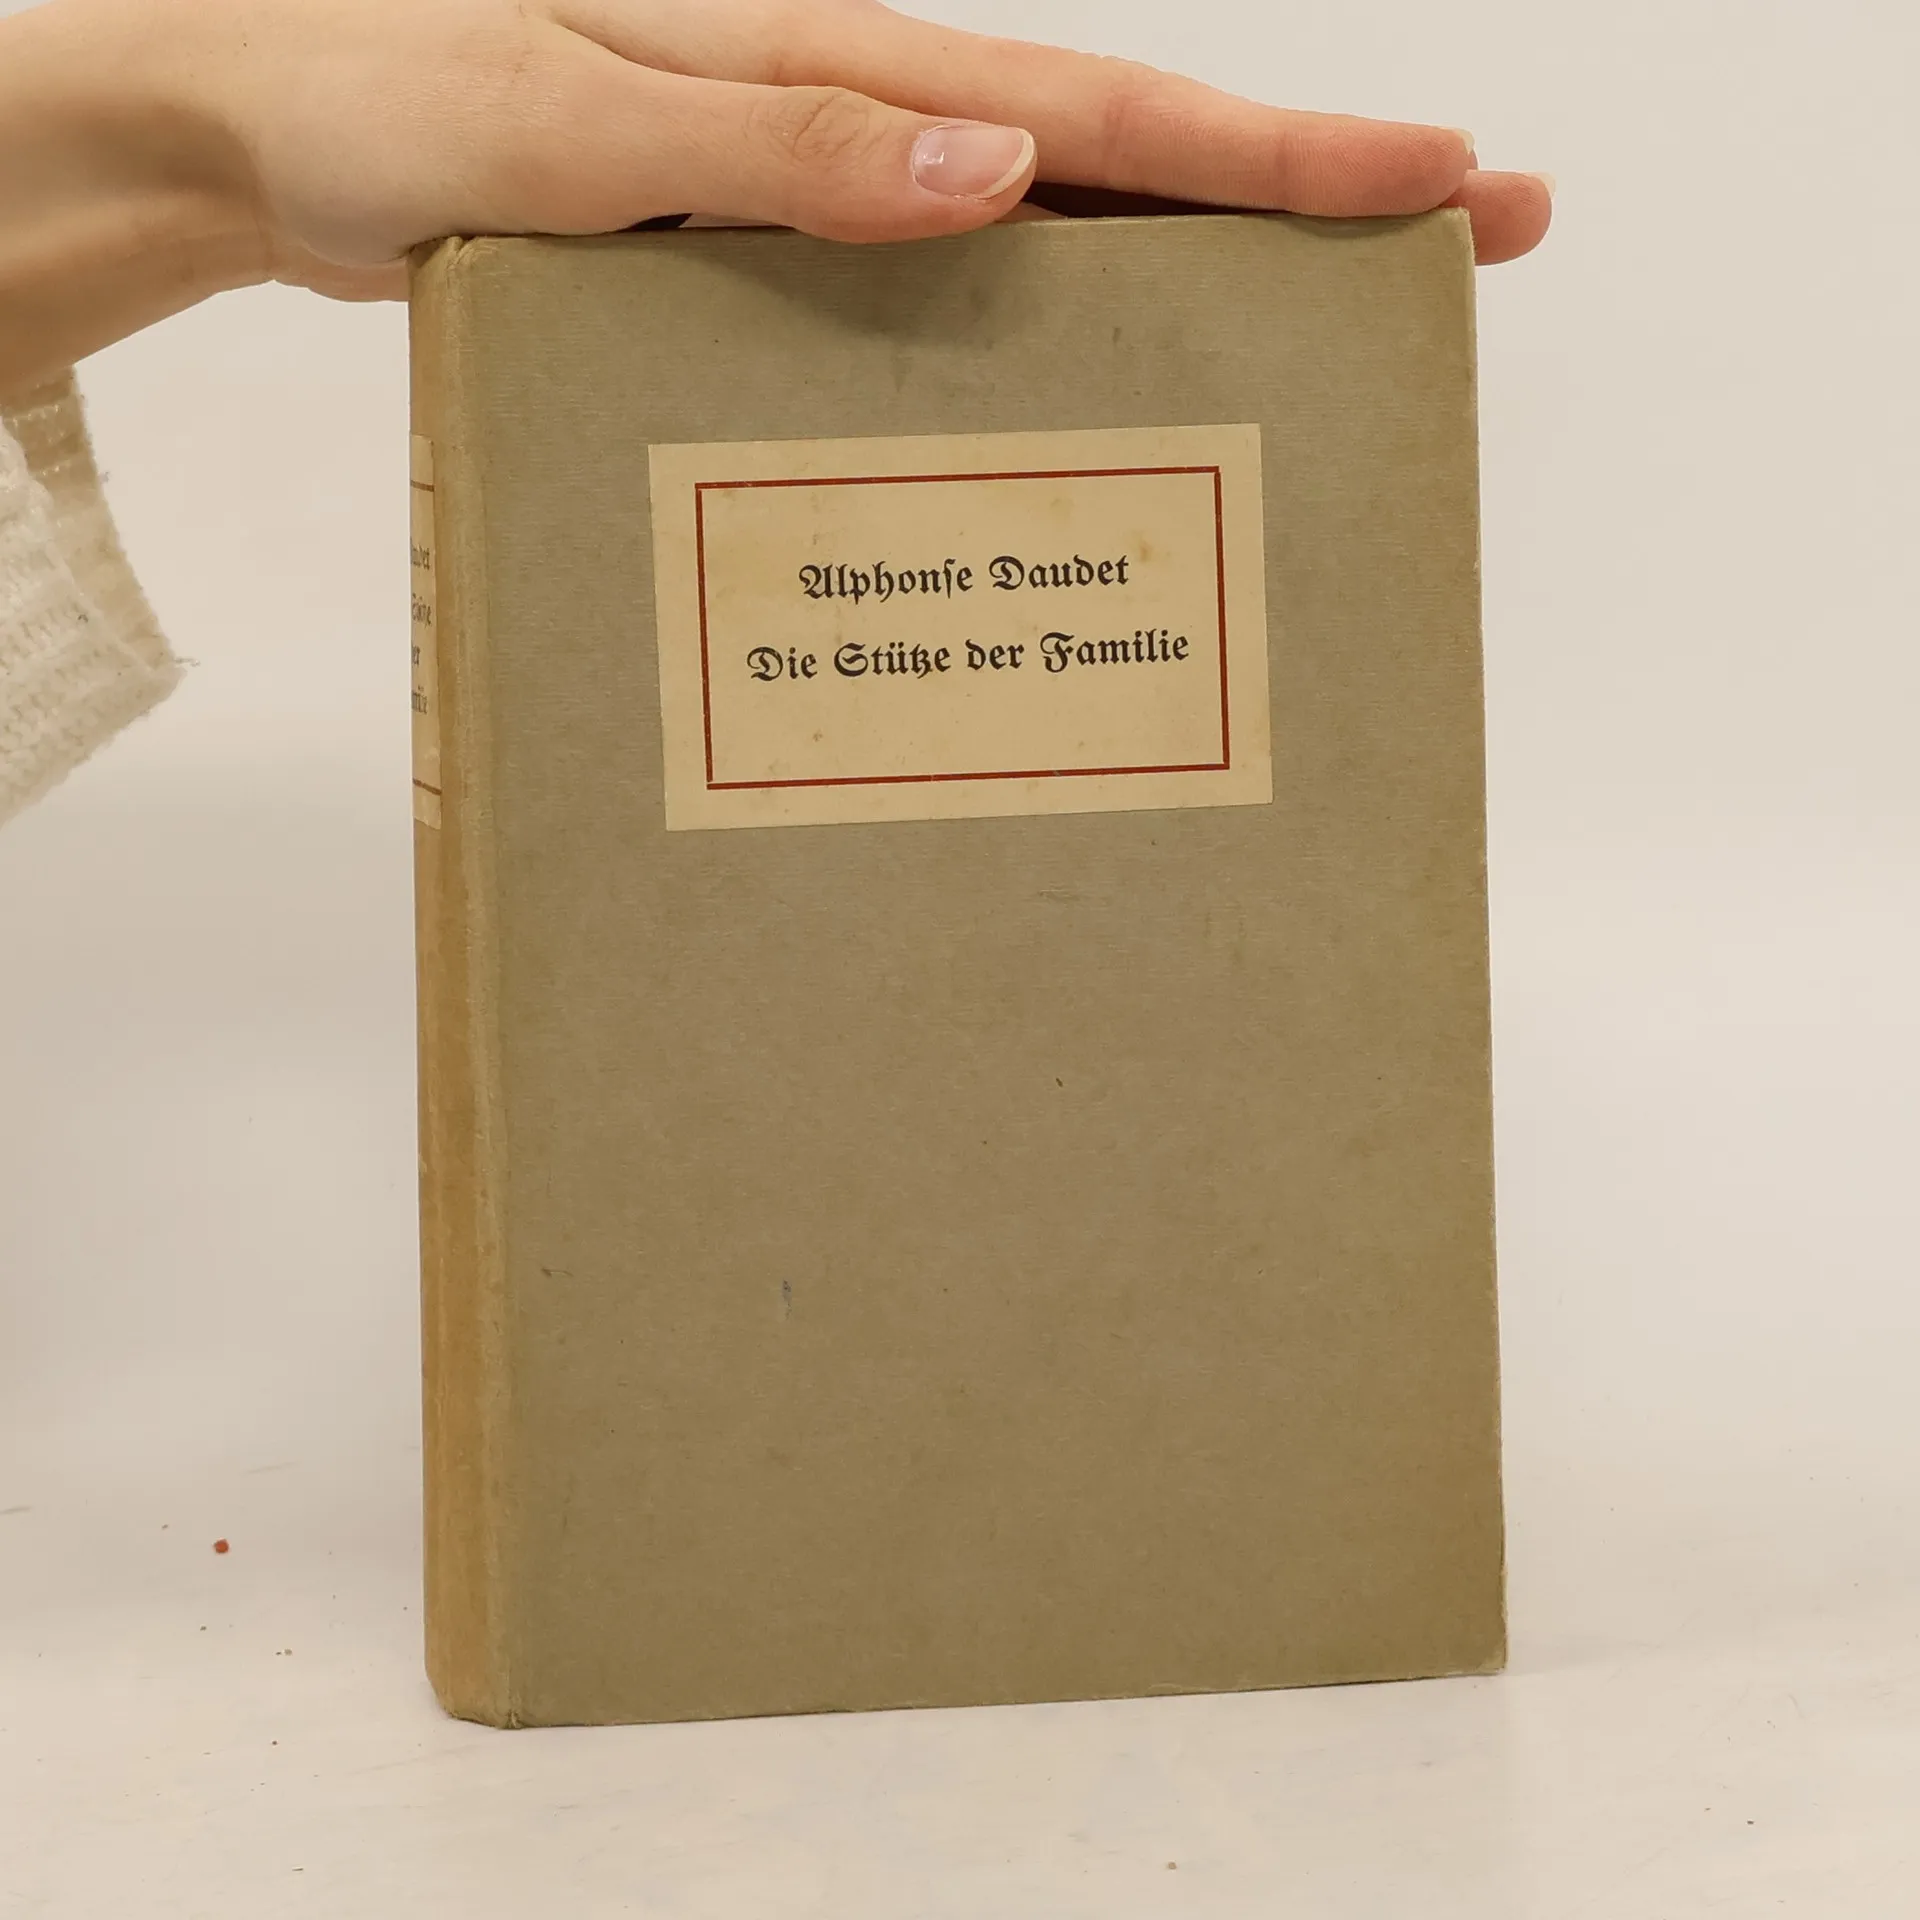 Alphonſe Daudet
Die Stütze der Familie